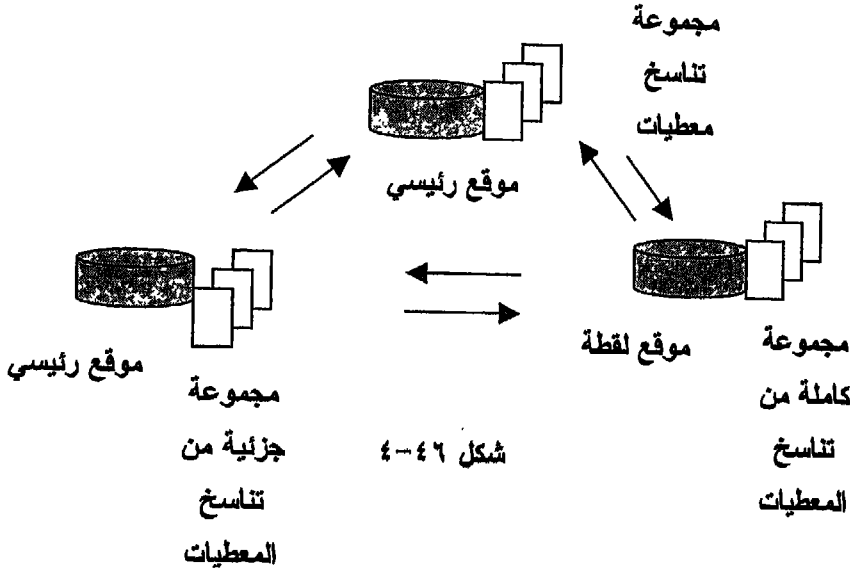 مجموعة
تناسخ
معطيات
موقع رئيسي
موقع رئيسي
موقع لقطة
مجموعة
كاملة من
تناسخ
المعطيات
مجموعة
جزئية من
تناسخ
المعطيات
شكل ٤٦-٤